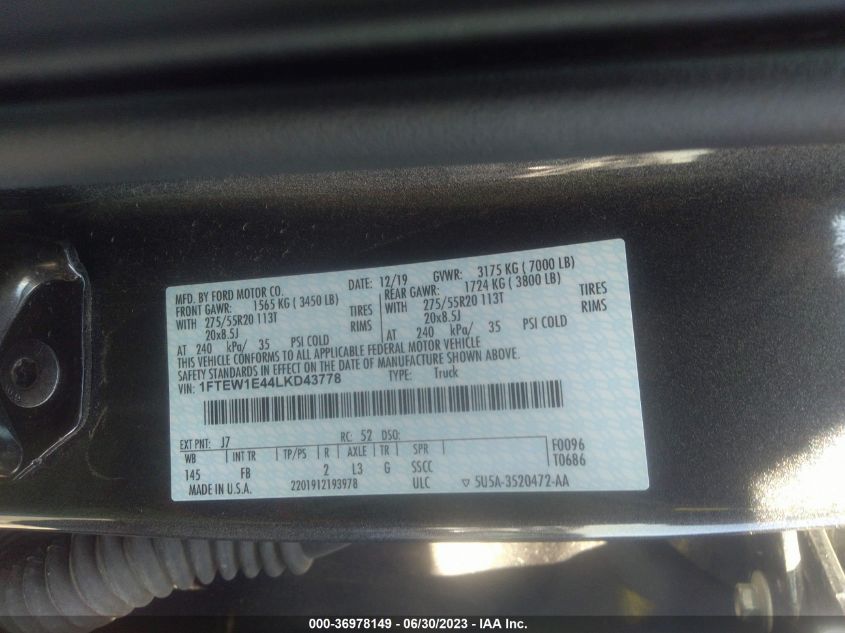 MFD. BY FORD MOTOR CO. DATE: 12/19 GVWR: 3175 KG ( 7000 LB)
FRONT GAWR: 1565 KG ( 3450 LB) REAR GAWR: 1724 KG ( 3800 LB)
WITH 275/55R20 113T TIRES 275/55R20 113T TIRES
20x8.5J RIMS WITH 20x8.5J RIMS
AT 240 kPa/ 35 PSI COLD AT 240 kPa/ 35 PSI COLD
THIS VEHICLE CONFORMS TO ALL APPLICABLE FEDERAL MOTOR VEHICLE
SAFETY STANDARDS IN EFFECT ON THE DATE OF MANUFACTURE SHOWN ABOVE.
VIN: 1FTEW1E44LKD43778 TYPE: Truck
EXT PNT: J7 RC: 52 DSO:
WB INT TR TP/PS R AXLE TR SPR F0096
145 FB 2 L3 G SSCC T0686
MADE IN U.S.A. 2201912193978 ULC ▽ 5U5A-3520472-AA
000-36978149 - 06/30/2023 - IAA Inc.